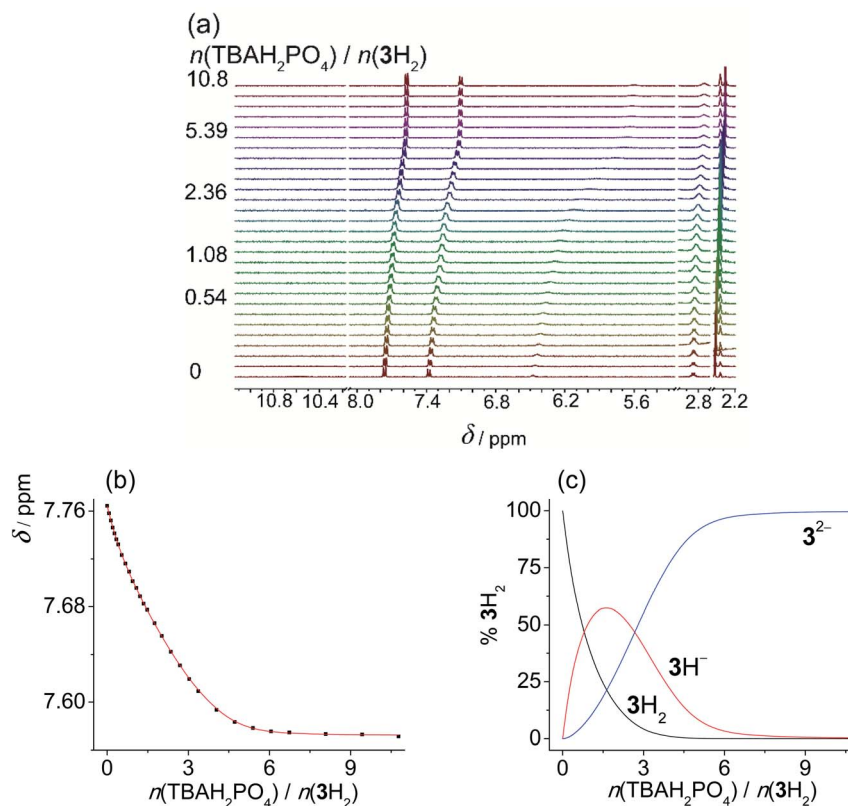 (a)
n(TBAH₂PO₄) / n(3H₂)
10.8
5.39
2.36
1.08
0.54
0
10.8 10.4 8.0 7.4 6.8 6.2 5.6 2.8 2.2
δ / ppm
(b)
δ / ppm
7.76
7.68
7.60
0 3 6 9
n(TBAH₂PO₄) / n(3H₂)
(c)
% 3H₂
100
75
50
25
0
3²⁻
3H⁻
3H₂
0 3 6 9
n(TBAH₂PO₄) / n(3H₂)